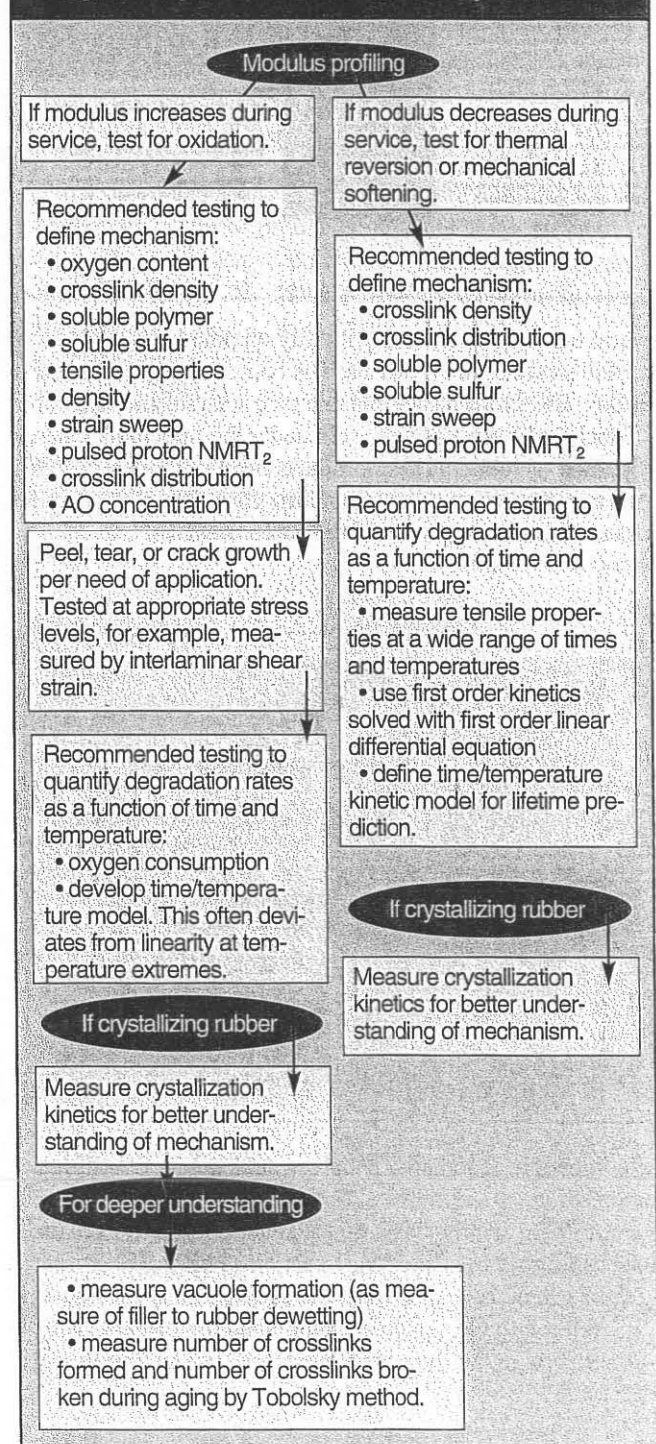 Modulus profiling
If modulus increases during
service, test for oxidation.
Recommended testing to
define mechanism:
• oxygen content
• crosslink density
• soluble polymer
• soluble sulfur
• tensile properties
• density
• strain sweep
• pulsed proton NMRT₂
• crosslink distribution
• AO concentration
Peel, tear, or crack growth
per need of application.
Tested at appropriate stress
levels, for example, mea-
sured by interlaminar shear
strain.
Recommended testing to
quantify degradation rates
as a function of time and
temperature:
• oxygen consumption
• develop time/tempera-
ture model. This often devi-
ates from linearity at tem-
perature extremes.
If crystallizing rubber
Measure crystallization
kinetics for better under-
standing of mechanism.
For deeper understanding
• measure vacuole formation (as mea-
sure of filler to rubber dewetting)
• measure number of crosslinks
formed and number of crosslinks bro-
ken during aging by Tobolsky method.
If modulus decreases during
service, test for thermal
reversion or mechanical
softening.
Recommended testing to
define mechanism:
• crosslink density
• crosslink distribution
• soluble polymer
• soluble sulfur
• strain sweep
• pulsed proton NMRT₂
Recommended testing to
quantify degradation rates
as a function of time and
temperature:
• measure tensile proper-
ties at a wide range of times
and temperatures
• use first order kinetics
solved with first order linear
differential equation
• define time/temperature
kinetic model for lifetime pre-
diction.
If crystallizing rubber
Measure crystallization
kinetics for better under-
standing of mechanism.